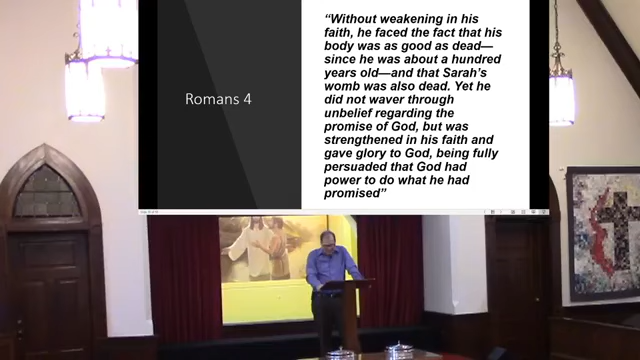 Romans 4
“Without weakening in his
faith, he faced the fact that his
body was as good as dead—
since he was about a hundred
years old—and that Sarah’s
womb was also dead. Yet he
did not waver through
unbelief regarding the
promise of God, but was
strengthened in his faith and
gave glory to God, being fully
persuaded that God had
power to do what he had
promised”